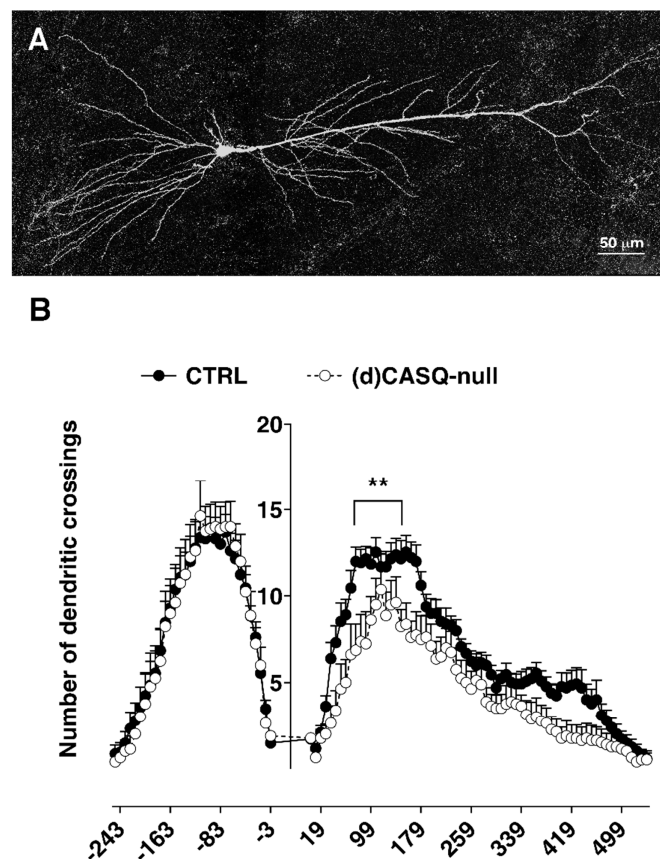 A
50 μm
B
CTRL
(d)CASQ-null
Number of dendritic crossings
20
15
10
5
**
-243 -163 -83 -3 19 99 179 259 339 419 499